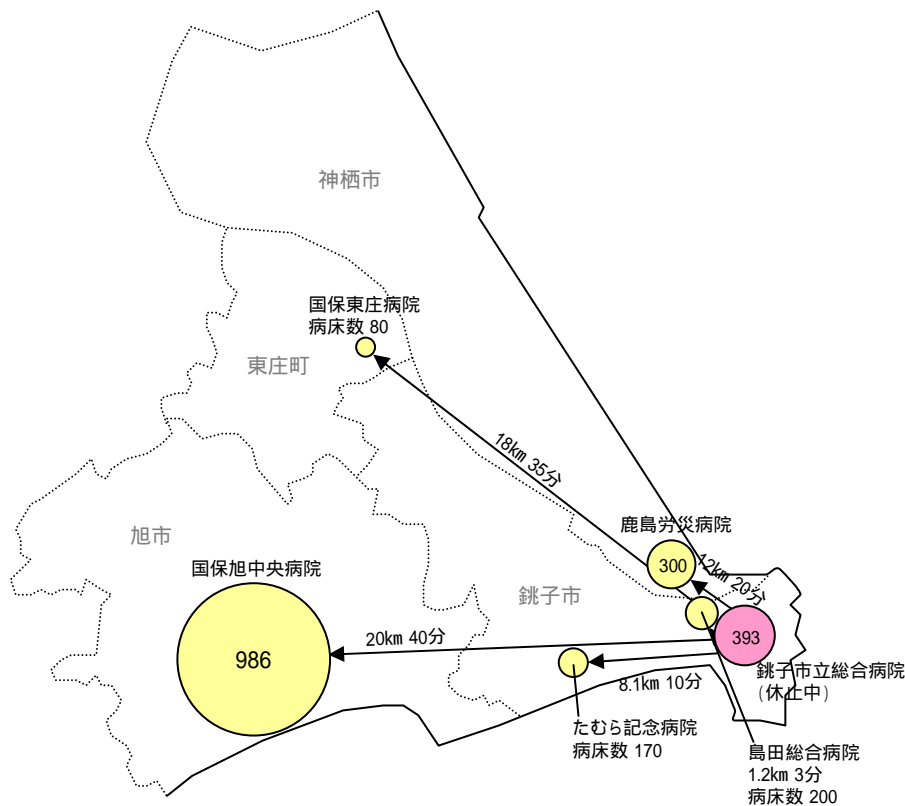 神栖市
国保東庄病院
病床数 80
東庄町
18km 35分
旭市
鹿島労災病院
300
12km 20分
国保旭中央病院
銚子市
986
20km 40分
393
8.1km 10分
銚子市立総合病院
(休止中)
たむら記念病院
病床数 170
島田総合病院
1.2km 3分
病床数 200